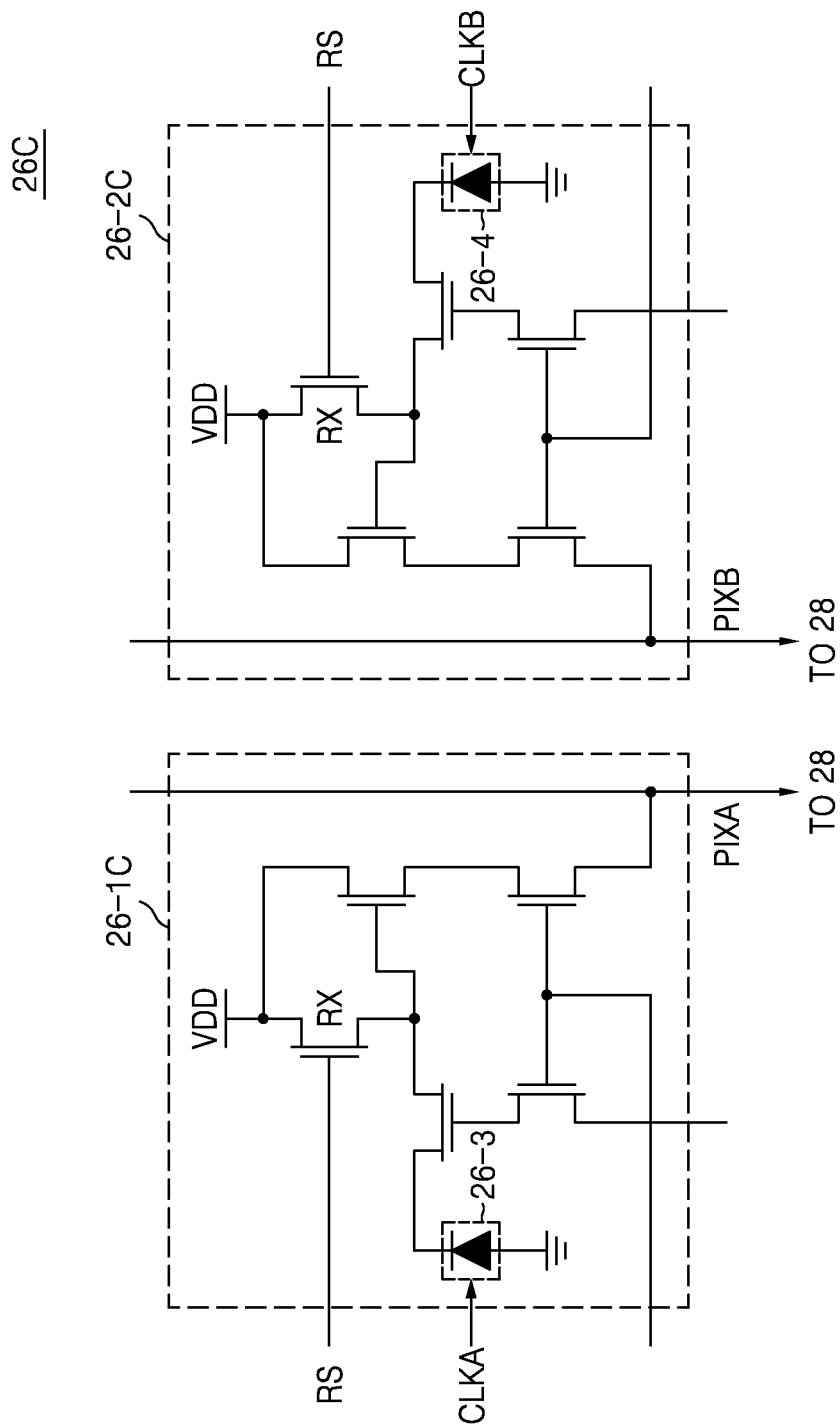 26C
26-1C
26-2C
VDD
VDD
RS
RX
RX
RS
CLKA
26-3
26-4
CLKB
PIXA
PIXB
TO 28
TO 28